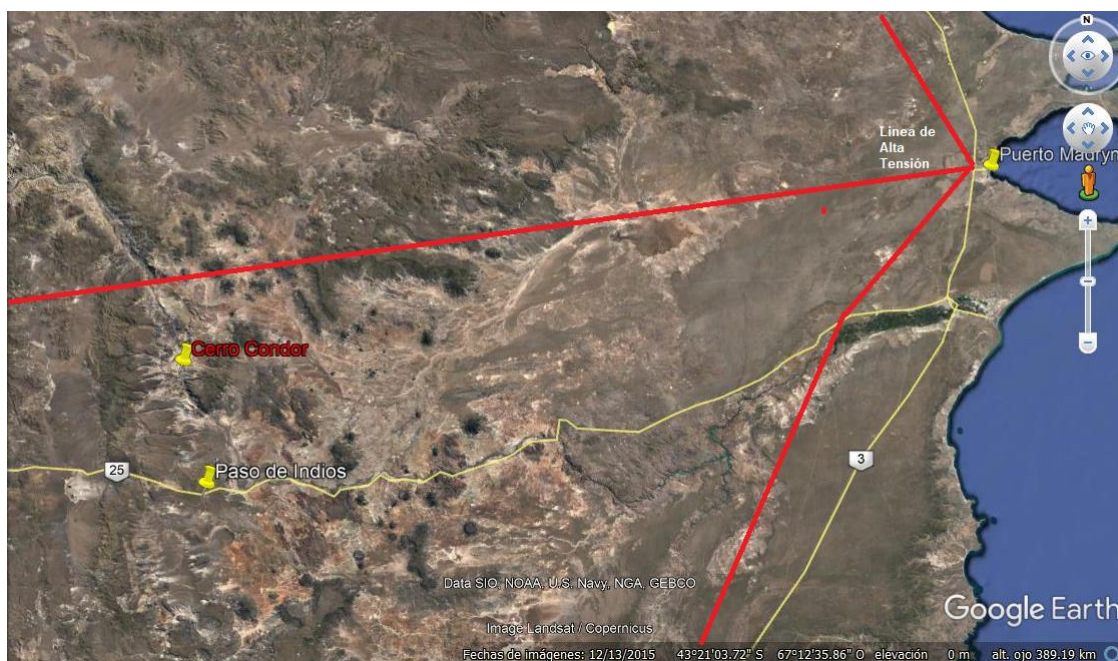 N
Linea de
Alta
Tensión
Puerto Madryn
Cerro Condor
25
Paso de Indios
3
Data SIO, NOAA, U.S. Navy, NGA, GEBCO
Image Landsat / Copernicus
Google Earth
Fechas de imágenes: 12/13/2015 43°21'03.72" S 67°12'35.86" O elevación 0 m alt. ojo 389.19 km